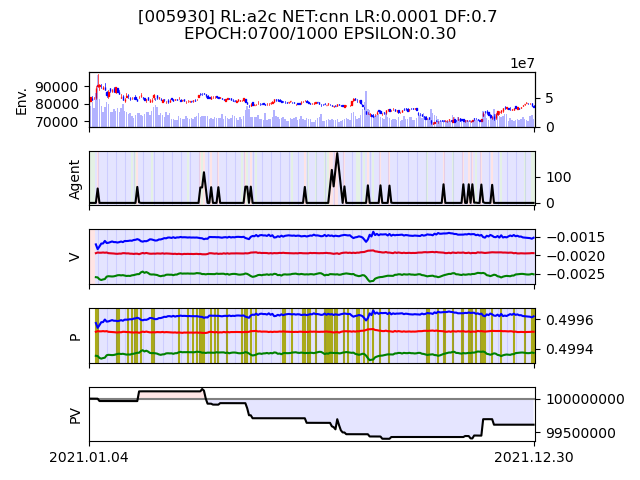 [005930] RL:a2c NET:cnn LR:0.0001 DF:0.7
EPOCH:0700/1000 EPSILON:0.30
1e7
Env.
90000
80000
70000
5
0
Agent
100
0
V
−0.0015
−0.0020
−0.0025
P
0.4996
0.4994
PV
100000000
99500000
2021.01.04
2021.12.30